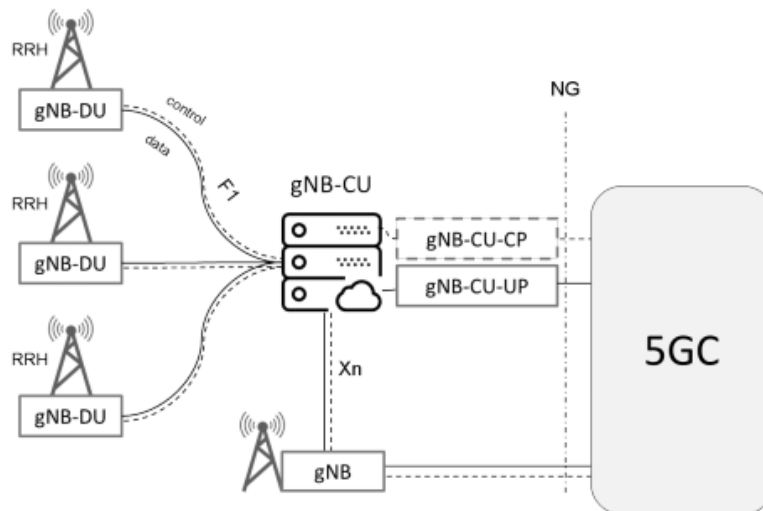 RRH
gNB-DU
control
data
F1
NG
gNB-CU
RRH
gNB-DU
gNB-CU-CP
gNB-CU-UP
5GC
RRH
gNB-DU
Xn
gNB